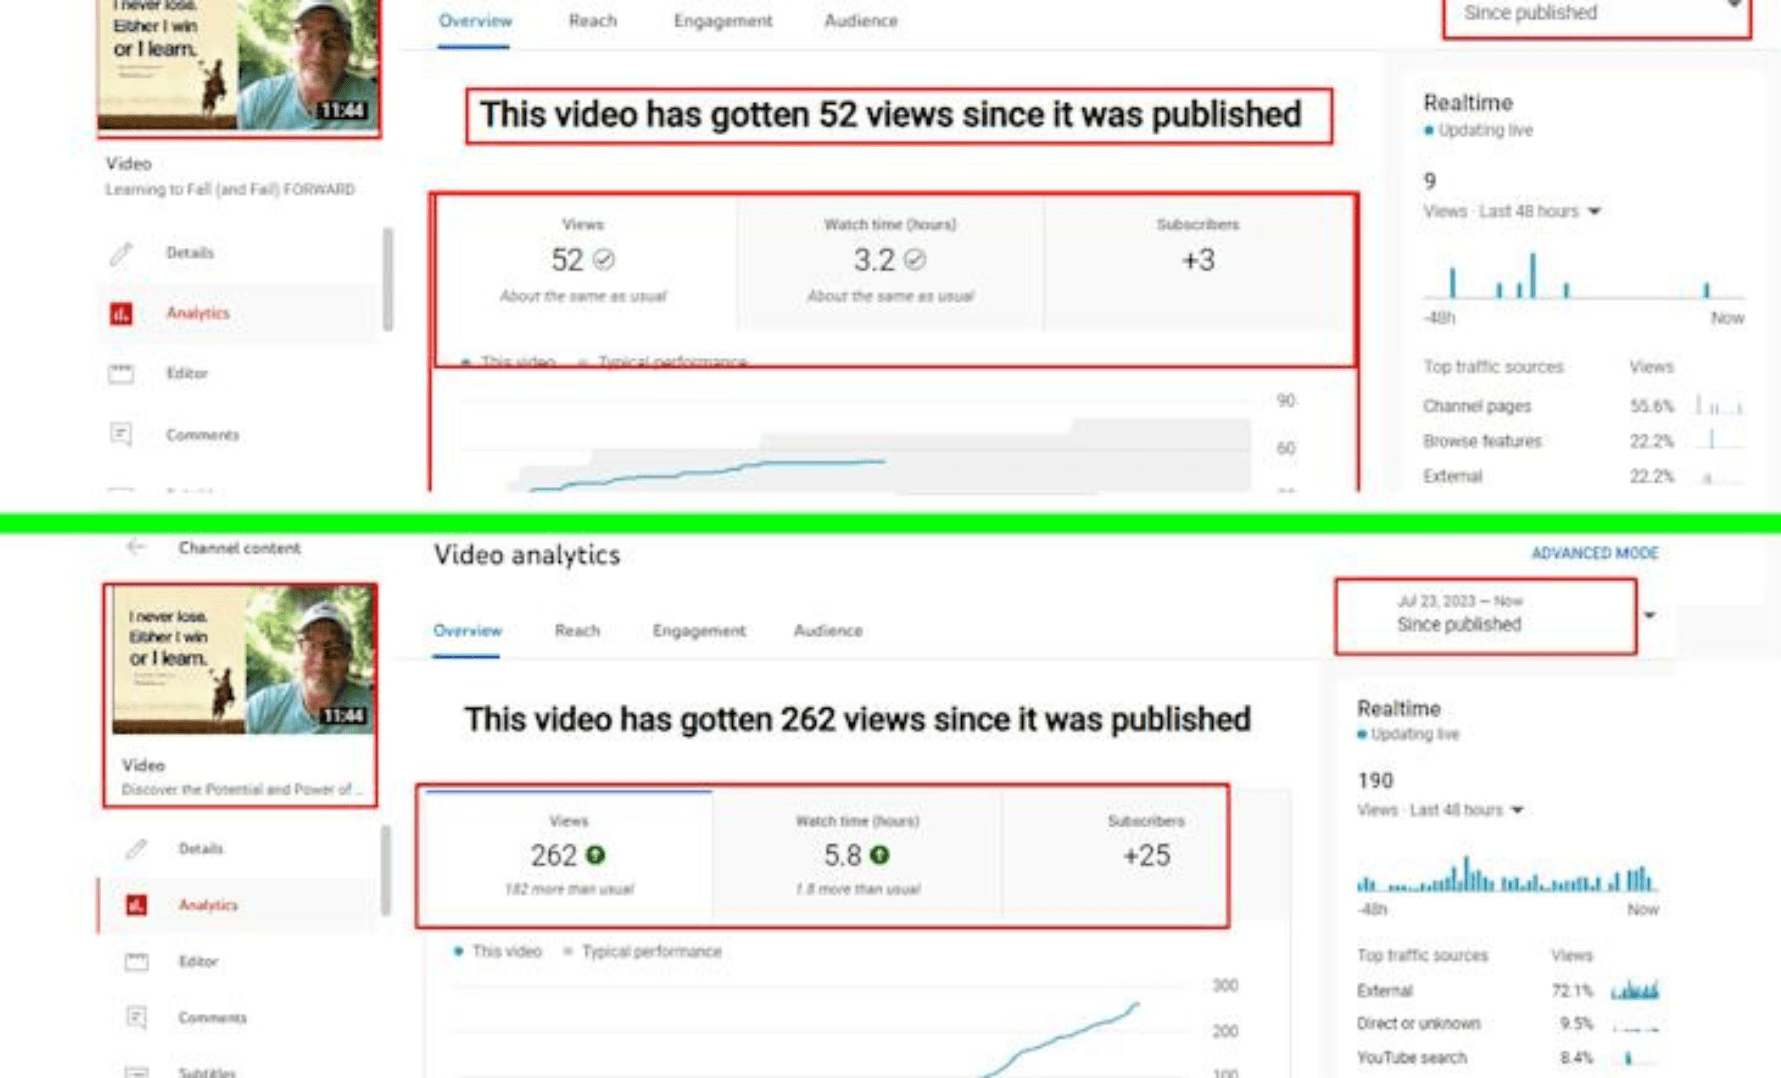 I never lose.
Either I win
or I learn.
11:44
Overview Reach Engagement Audience
Since published
This video has gotten 52 views since it was published
Video
Learning to Fall (and Fail) FORWARD
Details
Analytics
Editor
Comments
Views
52
About the same as usual
Watch time (hours)
3.2
About the same as usual
Subscribers
+3
This video Typical performance
90
60
Realtime
Updating live
9
Views · Last 48 hours
-48h Now
Top traffic sources Views
Channel pages 55.6%
Browse features 22.2%
External 22.2%
Channel content
Video analytics
ADVANCED MODE
I never lose.
Either I win
or I learn.
11:44
Video
Discover the Potential and Power of ...
Overview Reach Engagement Audience
Jul 23, 2023 – Now
Since published
This video has gotten 262 views since it was published
Details
Analytics
Editor
Comments
Subtitles
Views
262
182 more than usual
Watch time (hours)
5.8
1.8 more than usual
Subscribers
+25
This video Typical performance
300
200
100
Realtime
Updating live
190
Views · Last 48 hours
-48h Now
Top traffic sources Views
External 72.1%
Direct or unknown 9.5%
YouTube search 8.4%